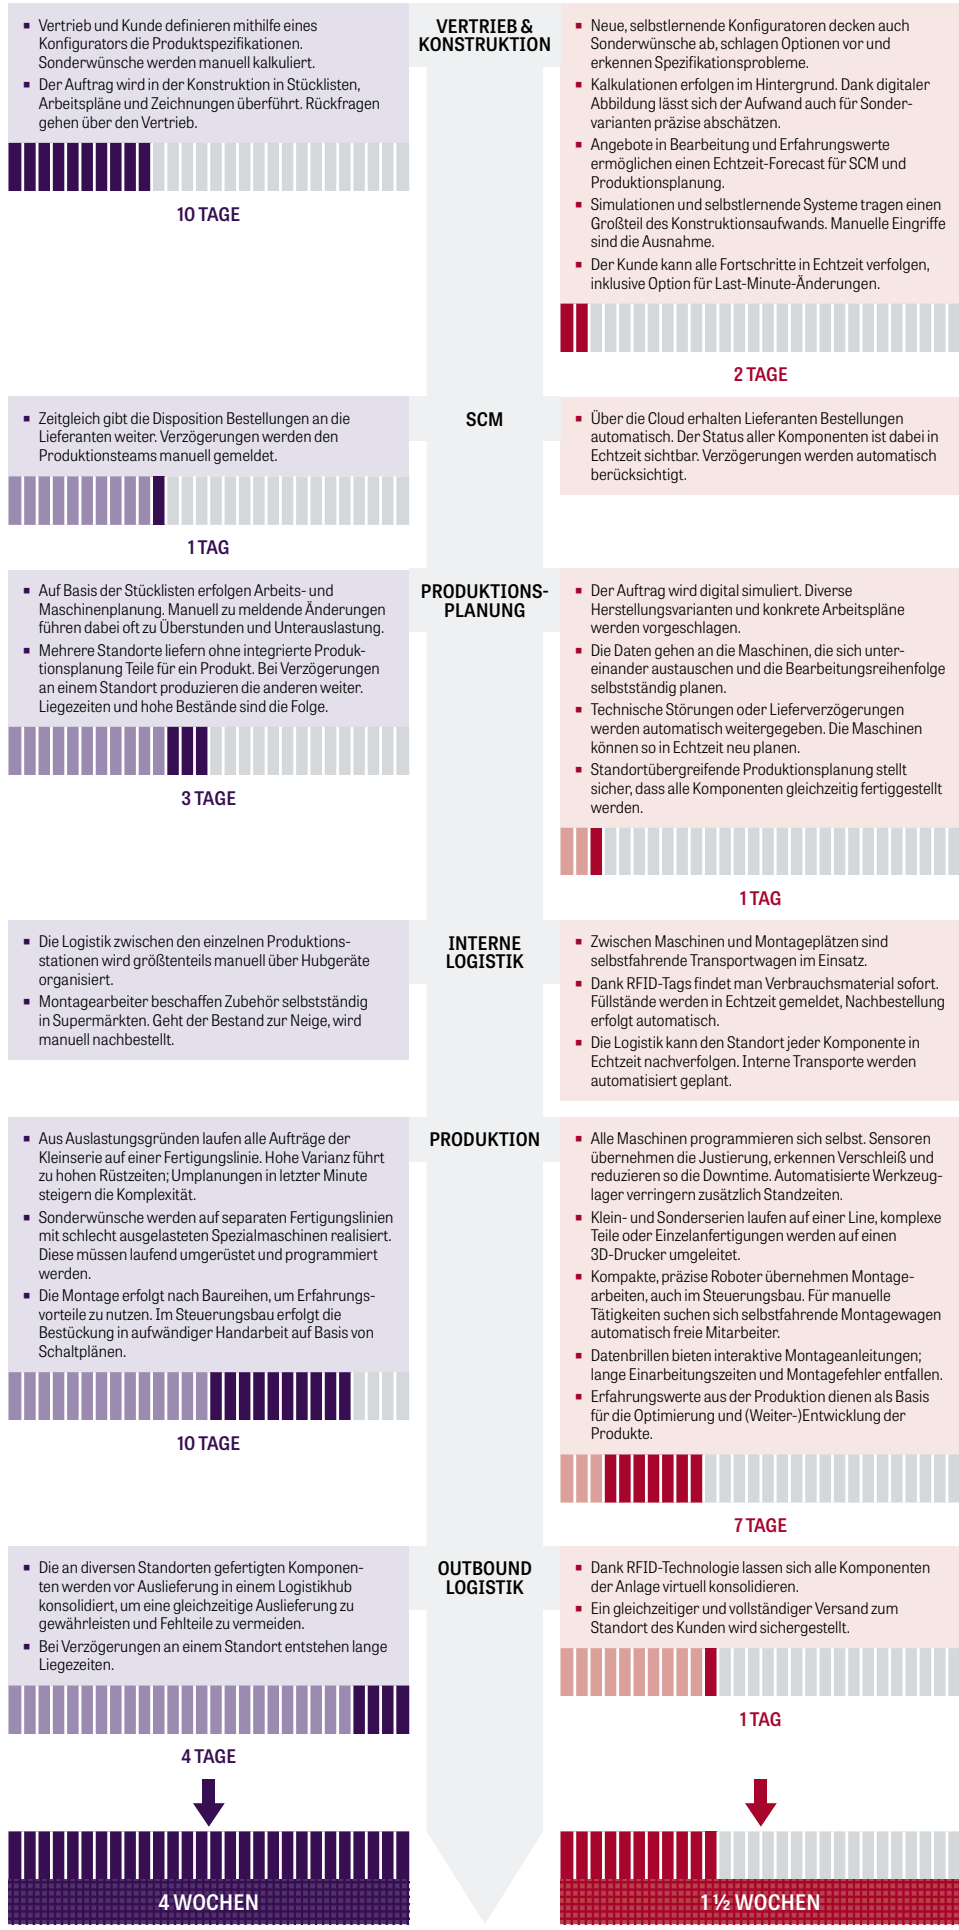 VERTRIEB &
KONSTRUKTION
▪ Vertrieb und Kunde definieren mithilfe eines
Konfigurators die Produktspezifikationen.
Sonderwünsche werden manuell kalkuliert.
▪ Der Auftrag wird in der Konstruktion in Stücklisten,
Arbeitspläne und Zeichnungen überführt. Rückfragen
gehen über den Vertrieb.
10 TAGE
▪ Neue, selbstlernende Konfiguratoren decken auch
Sonderwünsche ab, schlagen Optionen vor und
erkennen Spezifikationsprobleme.
▪ Kalkulationen erfolgen im Hintergrund. Dank digitaler
Abbildung lässt sich der Aufwand auch für Sonder-
varianten präzise abschätzen.
▪ Angebote in Bearbeitung und Erfahrungswerte
ermöglichen einen Echtzeit-Forecast für SCM und
Produktionsplanung.
▪ Simulationen und selbstlernende Systeme tragen einen
Großteil des Konstruktionsaufwands. Manuelle Eingriffe
sind die Ausnahme.
▪ Der Kunde kann alle Fortschritte in Echtzeit verfolgen,
inklusive Option für Last-Minute-Änderungen.
2 TAGE
SCM
▪ Zeitgleich gibt die Disposition Bestellungen an die
Lieferanten weiter. Verzögerungen werden den
Produktionsteams manuell gemeldet.
1 TAG
▪ Über die Cloud erhalten Lieferanten Bestellungen
automatisch. Der Status aller Komponenten ist dabei in
Echtzeit sichtbar. Verzögerungen werden automatisch
berücksichtigt.
PRODUKTIONS-
PLANUNG
▪ Auf Basis der Stücklisten erfolgen Arbeits- und
Maschinenplanung. Manuell zu meldende Änderungen
führen dabei oft zu Überstunden und Unterauslastung.
▪ Mehrere Standorte liefern ohne integrierte Produk-
tionsplanung Teile für ein Produkt. Bei Verzögerungen
an einem Standort produzieren die anderen weiter.
Liegezeiten und hohe Bestände sind die Folge.
3 TAGE
▪ Der Auftrag wird digital simuliert. Diverse
Herstellungsvarianten und konkrete Arbeitspläne
werden vorgeschlagen.
▪ Die Daten gehen an die Maschinen, die sich unter-
einander austauschen und die Bearbeitungsreihenfolge
selbstständig planen.
▪ Technische Störungen oder Lieferverzögerungen
werden automatisch weitergegeben. Die Maschinen
können so in Echtzeit neu planen.
▪ Standortübergreifende Produktionsplanung stellt
sicher, dass alle Komponenten gleichzeitig fertiggestellt
werden.
1 TAG
INTERNE
LOGISTIK
▪ Die Logistik zwischen den einzelnen Produktions-
stationen wird größtenteils manuell über Hubgeräte
organisiert.
▪ Montagearbeiter beschaffen Zubehör selbstständig
in Supermärkten. Geht der Bestand zur Neige, wird
manuell nachbestellt.
▪ Zwischen Maschinen und Montageplätzen sind
selbstfahrende Transportwagen im Einsatz.
▪ Dank RFID-Tags findet man Verbrauchsmaterial sofort.
Füllstände werden in Echtzeit gemeldet, Nachbestellung
erfolgt automatisch.
▪ Die Logistik kann den Standort jeder Komponente in
Echtzeit nachverfolgen. Interne Transporte werden
automatisiert geplant.
PRODUKTION
▪ Aus Auslastungsgründen laufen alle Aufträge der
Kleinserie auf einer Fertigungslinie. Hohe Varianz führt
zu hohen Rüstzeiten; Umplanungen in letzter Minute
steigern die Komplexität.
▪ Sonderwünsche werden auf separaten Fertigungslinien
mit schlecht ausgelasteten Spezialmaschinen realisiert.
Diese müssen laufend umgerüstet und programmiert
werden.
▪ Die Montage erfolgt nach Baureihen, um Erfahrungs-
vorteile zu nutzen. Im Steuerungsbau erfolgt die
Bestückung in aufwändiger Handarbeit auf Basis von
Schaltplänen.
10 TAGE
▪ Alle Maschinen programmieren sich selbst. Sensoren
übernehmen die Justierung, erkennen Verschleiß und
reduzieren so die Downtime. Automatisierte Werkzeug-
lager verringern zusätzlich Standzeiten.
▪ Klein- und Sonderserien laufen auf einer Line, komplexe
Teile oder Einzelanfertigungen werden auf einen
3D-Drucker umgeleitet.
▪ Kompakte, präzise Roboter übernehmen Montage-
arbeiten, auch im Steuerungsbau. Für manuelle
Tätigkeiten suchen sich selbstfahrende Montagewagen
automatisch freie Mitarbeiter.
▪ Datenbrillen bieten interaktive Montageanleitungen;
lange Einarbeitungszeiten und Montagefehler entfallen.
▪ Erfahrungswerte aus der Produktion dienen als Basis
für die Optimierung und (Weiter-)Entwicklung der
Produkte.
7 TAGE
OUTBOUND
LOGISTIK
▪ Die an diversen Standorten gefertigten Komponen-
ten werden vor Auslieferung in einem Logistikhub
konsolidiert, um eine gleichzeitige Auslieferung zu
gewährleisten und Fehlteile zu vermeiden.
▪ Bei Verzögerungen an einem Standort entstehen lange
Liegezeiten.
4 TAGE
▪ Dank RFID-Technologie lassen sich alle Komponenten
der Anlage virtuell konsolidieren.
▪ Ein gleichzeitiger und vollständiger Versand zum
Standort des Kunden wird sichergestellt.
1 TAG
4 WOCHEN
1 ½ WOCHEN